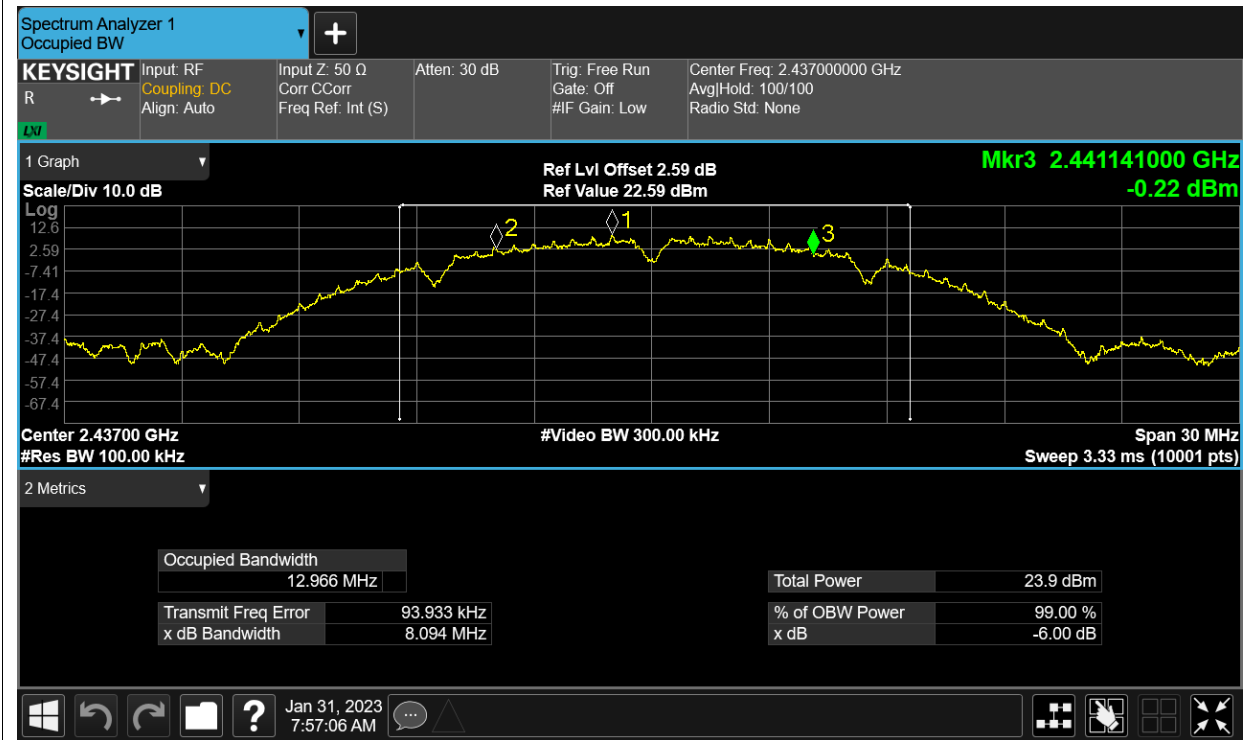 Spectrum Analyzer 1
Occupied BW
+
KEYSIGHT Input: RF Input Z: 50 Ω Atten: 30 dB Trig: Free Run Center Freq: 2.437000000 GHz
R Coupling: DC Corr CCorr Gate: Off Avg|Hold: 100/100
Align: Auto Freq Ref: Int (S) #IF Gain: Low Radio Std: None
LXI
1 Graph
Mkr3 2.441141000 GHz
Ref Lvl Offset 2.59 dB
Scale/Div 10.0 dB Ref Value 22.59 dBm -0.22 dBm
Log
12.6
2.59
-7.41
-17.4
-27.4
-37.4
-47.4
-57.4
-67.4
2 1 3
Center 2.43700 GHz #Video BW 300.00 kHz Span 30 MHz
#Res BW 100.00 kHz Sweep 3.33 ms (10001 pts)
2 Metrics
Occupied Bandwidth
12.966 MHz Total Power 23.9 dBm
Transmit Freq Error 93.933 kHz % of OBW Power 99.00 %
x dB Bandwidth 8.094 MHz x dB -6.00 dB
? Jan 31, 2023
7:57:06 AM